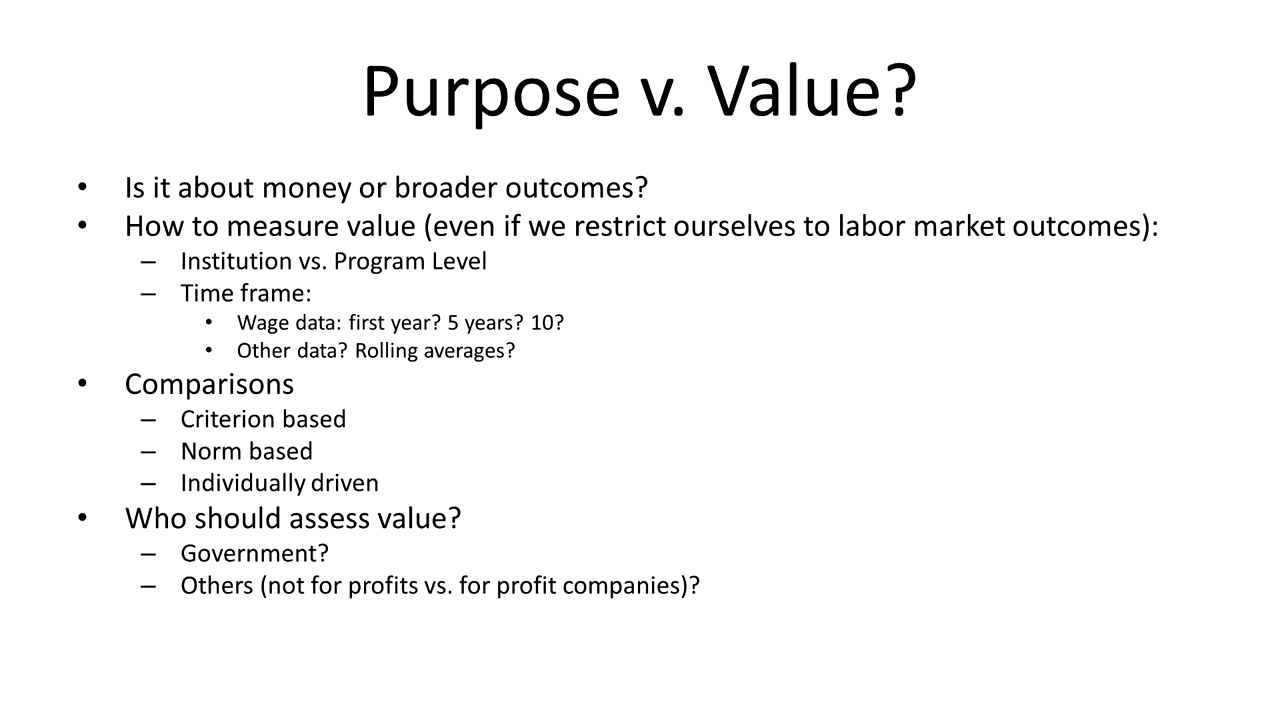 Purpose v. Value?
• Is it about money or broader outcomes?
• How to measure value (even if we restrict ourselves to labor market outcomes):
– Institution vs. Program Level
– Time frame:
• Wage data: first year? 5 years? 10?
• Other data? Rolling averages?
• Comparisons
– Criterion based
– Norm based
– Individually driven
• Who should assess value?
– Government?
– Others (not for profits vs. for profit companies)?